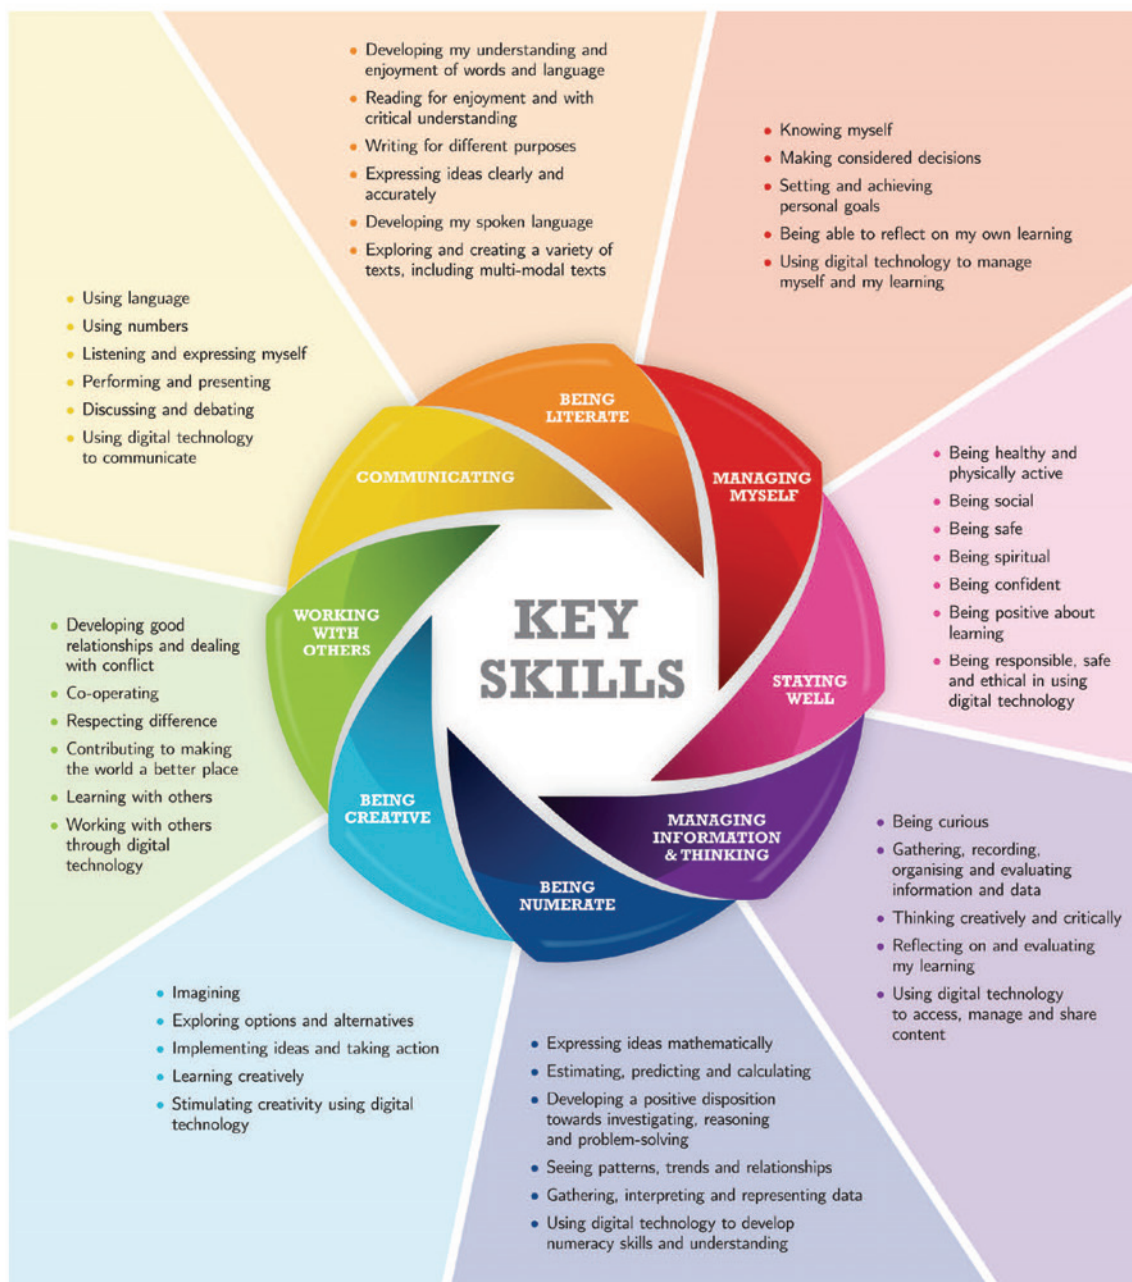 Developing my understanding and
enjoyment of words and language
Reading for enjoyment and with
critical understanding
Writing for different purposes
Expressing ideas clearly and
accurately
Developing my spoken language
Exploring and creating a variety of
texts, including multi-modal texts
Knowing myself
Making considered decisions
Setting and achieving
personal goals
Being able to reflect on my own learning
Using digital technology to manage
myself and my learning
Using language
Using numbers
Listening and expressing myself
Performing and presenting
Discussing and debating
Using digital technology
to communicate
BEING
LITERATE
COMMUNICATING
MANAGING
MYSELF
Being healthy and
physically active
Being social
Being safe
Being spiritual
Being confident
Being positive about
learning
Being responsible, safe
and ethical in using
digital technology
KEY
SKILLS
WORKING
WITH
OTHERS
STAYING
WELL
Developing good
relationships and dealing
with conflict
Co-operating
Respecting difference
Contributing to making
the world a better place
Learning with others
Working with others
through digital
technology
BEING
CREATIVE
MANAGING
INFORMATION
& THINKING
BEING
NUMERATE
Being curious
Gathering, recording,
organising and evaluating
information and data
Thinking creatively and critically
Reflecting on and evaluating
my learning
Using digital technology
to access, manage and share
content
Imagining
Exploring options and alternatives
Implementing ideas and taking action
Learning creatively
Stimulating creativity using digital
technology
Expressing ideas mathematically
Estimating, predicting and calculating
Developing a positive disposition
towards investigating, reasoning
and problem-solving
Seeing patterns, trends and relationships
Gathering, interpreting and representing data
Using digital technology to develop
numeracy skills and understanding